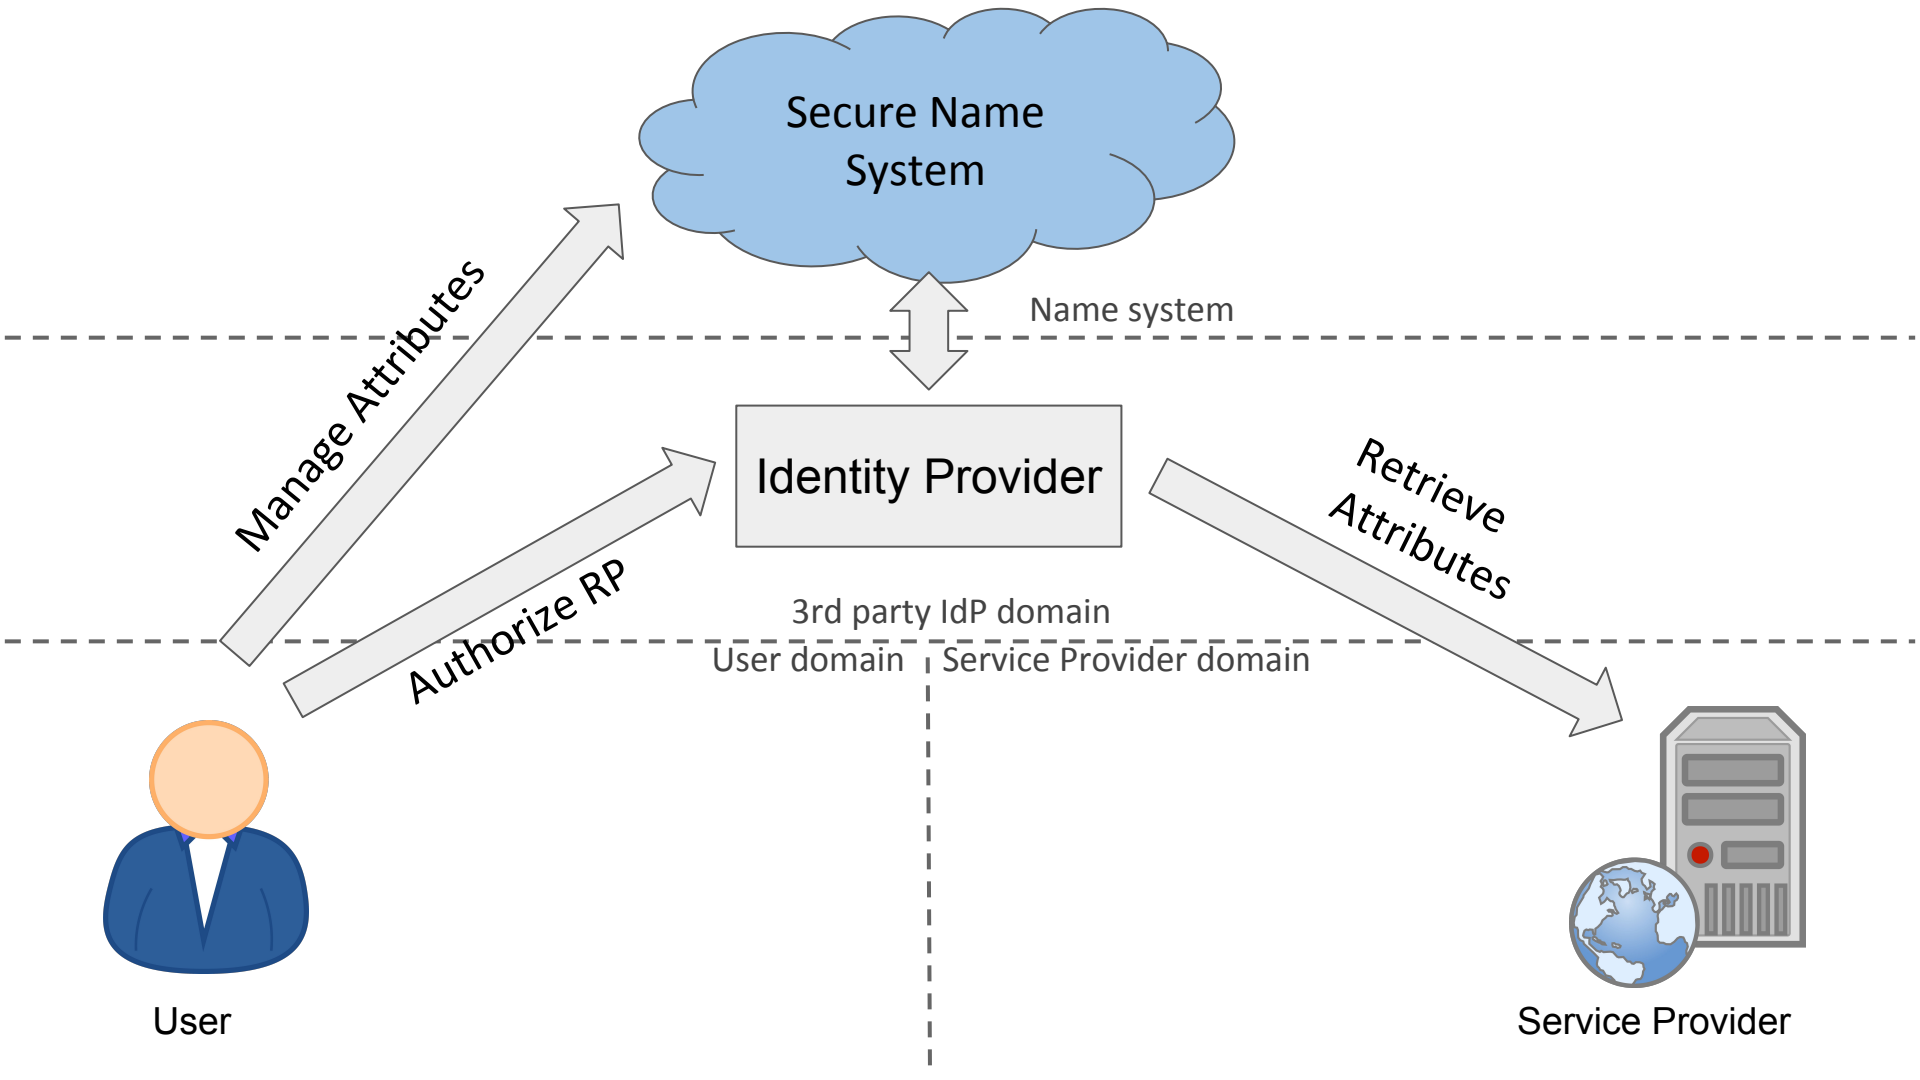 Secure Name
System
Name system
Manage Attributes
Identity Provider
Retrieve
Attributes
Authorize RP
3rd party IdP domain
User domain
Service Provider domain
User
Service Provider